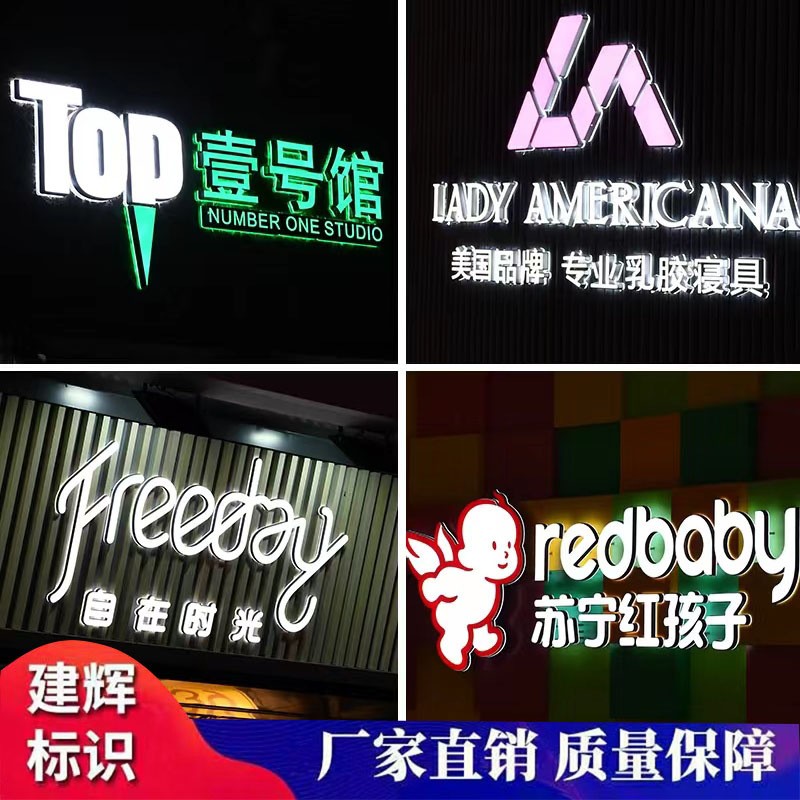 TOP
壹号馆
NUMBER ONE STUDIO
LADY AMERICANA
美国品牌 专业乳胶寝具
Freeday
自在时光
redbaby
苏宁红孩子
建辉
标识
厂家直销 质量保障